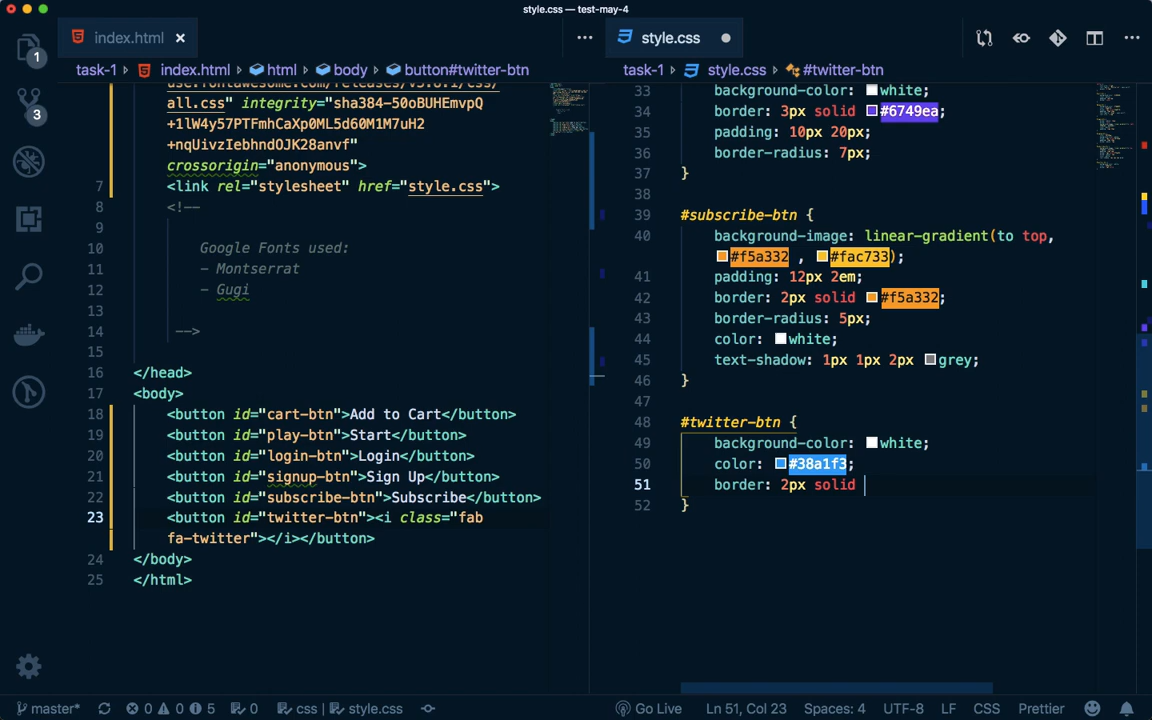 style.css — test-may-4
1
3
index.html
task-1 index.html html body button#twitter-btn
use.fontawesome.com/releases/v5.8.1/css/
all.css" integrity="sha384-50oBUHEmvpQ
+1lW4y57PTFmhCaXp0ML5d60M1M7uH2
+nqUivzIebhndOJK28anvf"
crossorigin="anonymous">
7 <link rel="stylesheet" href="style.css">
8 <!--
9
10 Google Fonts used:
11 - Montserrat
12 - Gugi
13
14 -->
15
16 </head>
17 <body>
18 <button id="cart-btn">Add to Cart</button>
19 <button id="play-btn">Start</button>
20 <button id="login-btn">Login</button>
21 <button id="signup-btn">Sign Up</button>
22 <button id="subscribe-btn">Subscribe</button>
23 <button id="twitter-btn"><i class="fab
fa-twitter"></i></button>
24 </body>
25 </html>
style.css
task-1 style.css #twitter-btn
33 background-color: white;
34 border: 3px solid #6749ea;
35 padding: 10px 20px;
36 border-radius: 7px;
37 }
38
39 #subscribe-btn {
40 background-image: linear-gradient(to top,
#f5a332 , #fac733);
41 padding: 12px 2em;
42 border: 2px solid #f5a332;
43 border-radius: 5px;
44 color: white;
45 text-shadow: 1px 1px 2px grey;
46 }
47
48 #twitter-btn {
49 background-color: white;
50 color: #38a1f3;
51 border: 2px solid
52 }
master* 0 0 5 0 css | style.css Go Live Ln 51, Col 23 Spaces: 4 UTF-8 LF CSS Prettier